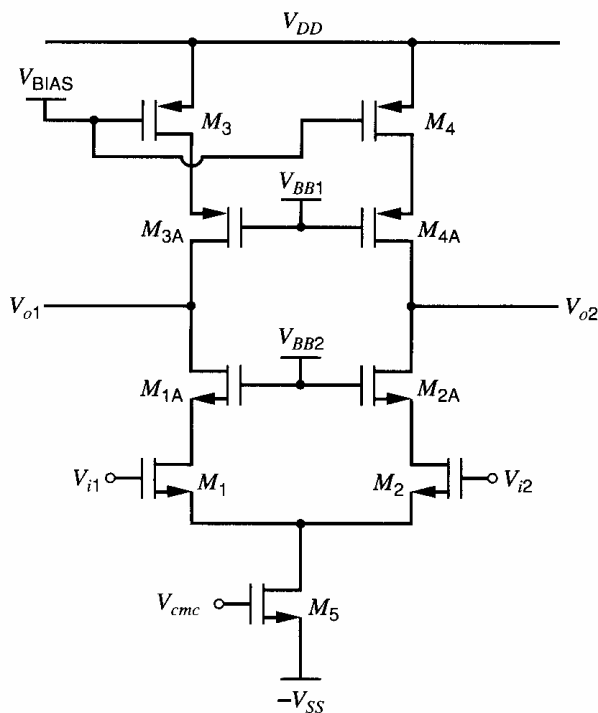 V_DD
V_BIAS
M_3
M_4
V_BB1
M_3A
M_4A
V_o1
V_o2
V_BB2
M_1A
M_2A
V_i1
M_1
M_2
V_i2
V_cmc
M_5
-V_SS